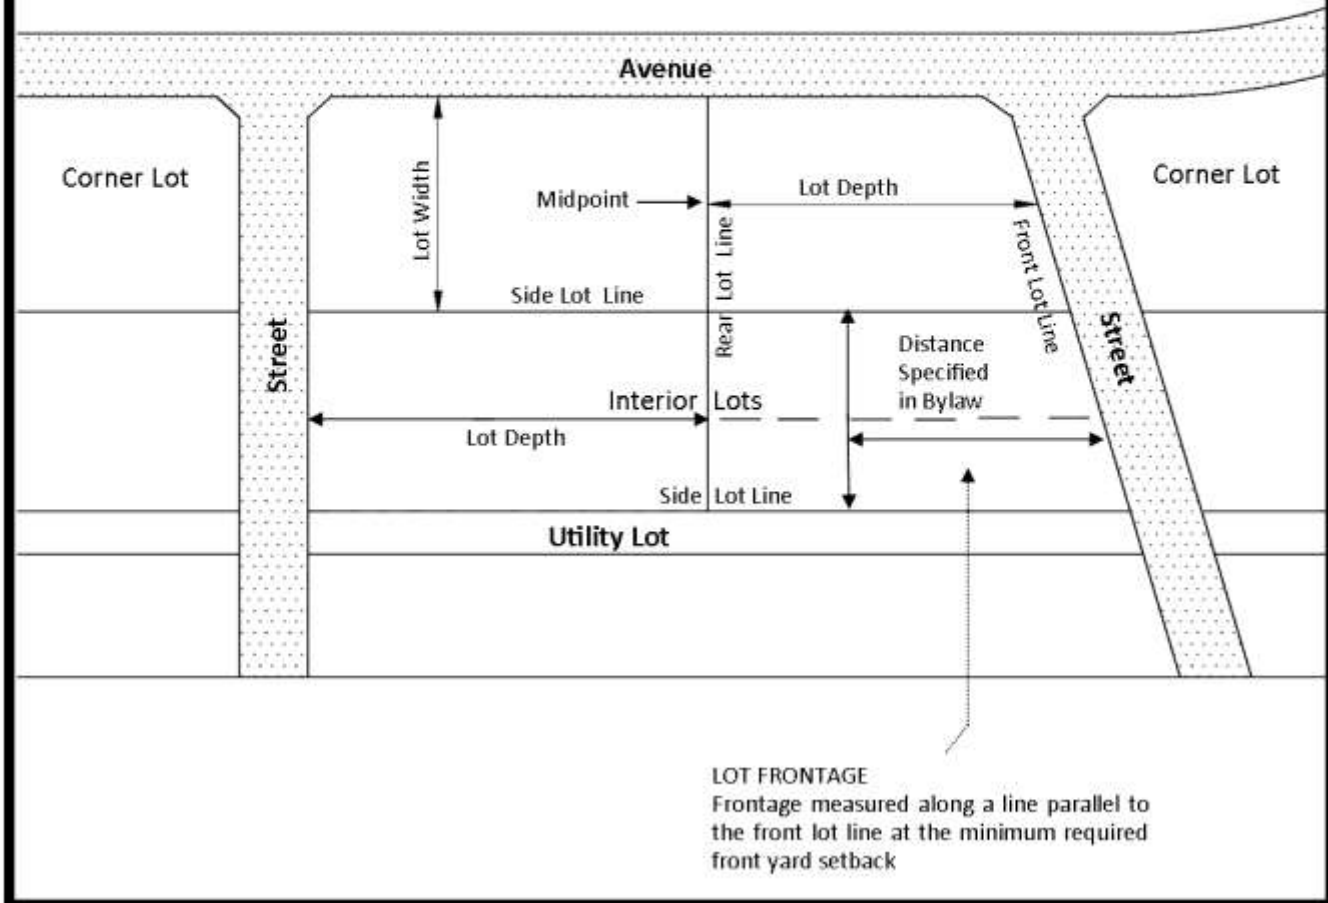 Avenue
Corner Lot
Corner Lot
Lot Width
Midpoint
Lot Depth
Rear Lot Line
Front Lot Line
Side Lot Line
Street
Street
Distance
Specified
in Bylaw
Interior Lots
Lot Depth
Side Lot Line
Utility Lot
LOT FRONTAGE
Frontage measured along a line parallel to
the front lot line at the minimum required
front yard setback